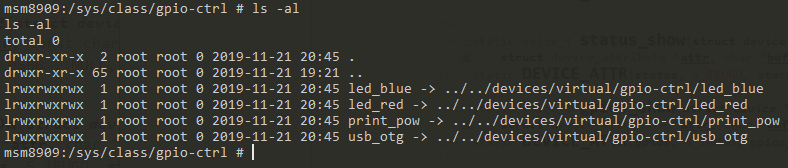 msm8909:/sys/class/gpio-ctrl # ls -al
ls -al
total 0
drwxr-xr-x  2 root root 0 2019-11-21 20:45 .
drwxr-xr-x 65 root root 0 2019-11-21 19:21 ..
lrwxrwxrwx  1 root root 0 2019-11-21 20:45 led_blue -> ../../devices/virtual/gpio-ctrl/led_blue
lrwxrwxrwx  1 root root 0 2019-11-21 20:45 led_red -> ../../devices/virtual/gpio-ctrl/led_red
lrwxrwxrwx  1 root root 0 2019-11-21 20:45 print_pow -> ../../devices/virtual/gpio-ctrl/print_pow
lrwxrwxrwx  1 root root 0 2019-11-21 20:45 usb_otg -> ../../devices/virtual/gpio-ctrl/usb_otg
msm8909:/sys/class/gpio-ctrl #
status_show(struct
DEVICE_ATTR